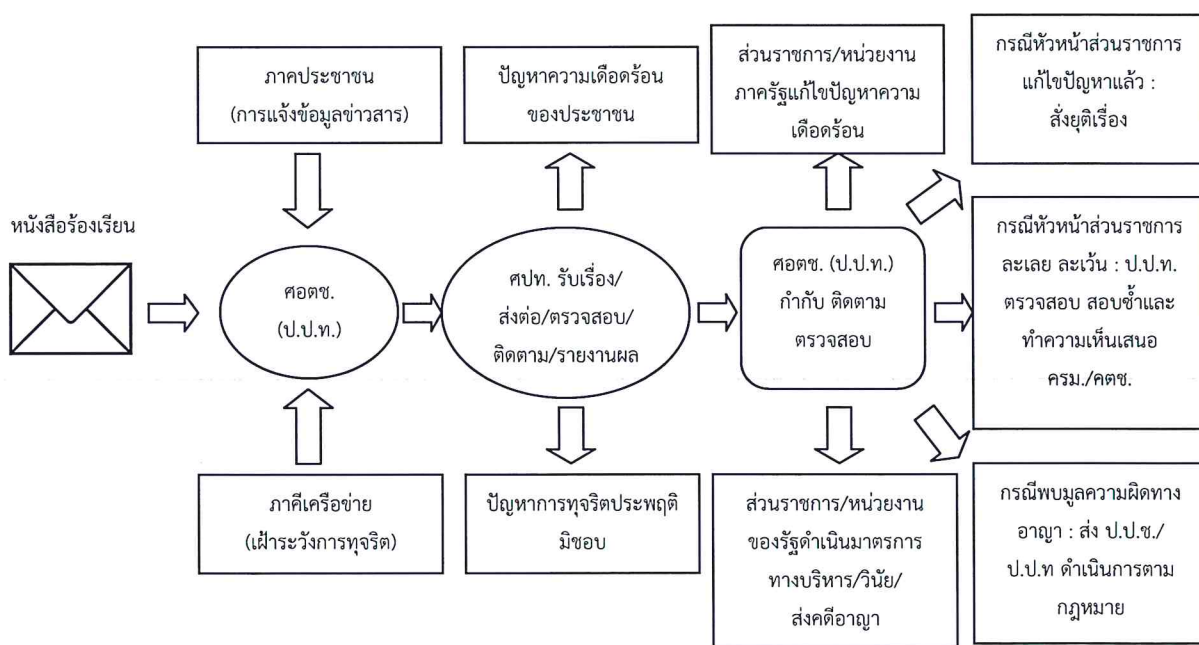 ภาคประชาชน
(การแจ้งข้อมูลข่าวสาร)
ปัญหาความเดือดร้อน
ของประชาชน
ส่วนราชการ/หน่วยงาน
ภาครัฐแก้ไขปัญหาความ
เดือดร้อน
กรณีหัวหน้าส่วนราชการ
แก้ไขปัญหาแล้ว :
สั่งยุติเรื่อง
หนังสือร้องเรียน
ศอตช.
(ป.ป.ท.)
ศปท. รับเรื่อง/
ส่งต่อ/ตรวจสอบ/
ติดตาม/รายงานผล
ศอตช. (ป.ป.ท.)
กำกับ ติดตาม
ตรวจสอบ
กรณีหัวหน้าส่วนราชการ
ละเลย ละเว้น : ป.ป.ท.
ตรวจสอบ สอบซ้ำและ
ทำความเห็นเสนอ
ครม./คตช.
ภาคีเครือข่าย
(เฝ้าระวังการทุจริต)
ปัญหาการทุจริตประพฤติ
มิชอบ
ส่วนราชการ/หน่วยงาน
ของรัฐดำเนินมาตรการ
ทางบริหาร/วินัย/
ส่งคดีอาญา
กรณีพบมูลความผิดทาง
อาญา : ส่ง ป.ป.ช./
ป.ป.ท ดำเนินการตาม
กฎหมาย